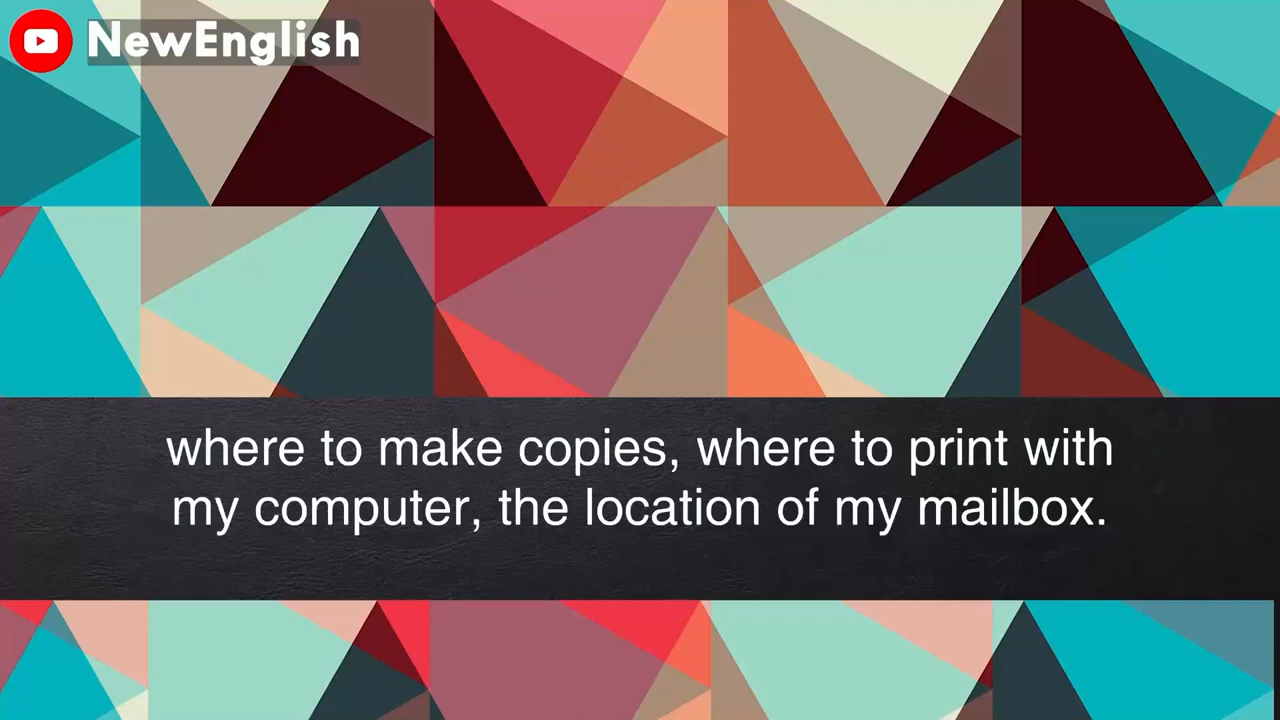 NewEnglish
where to make copies, where to print with
my computer, the location of my mailbox.